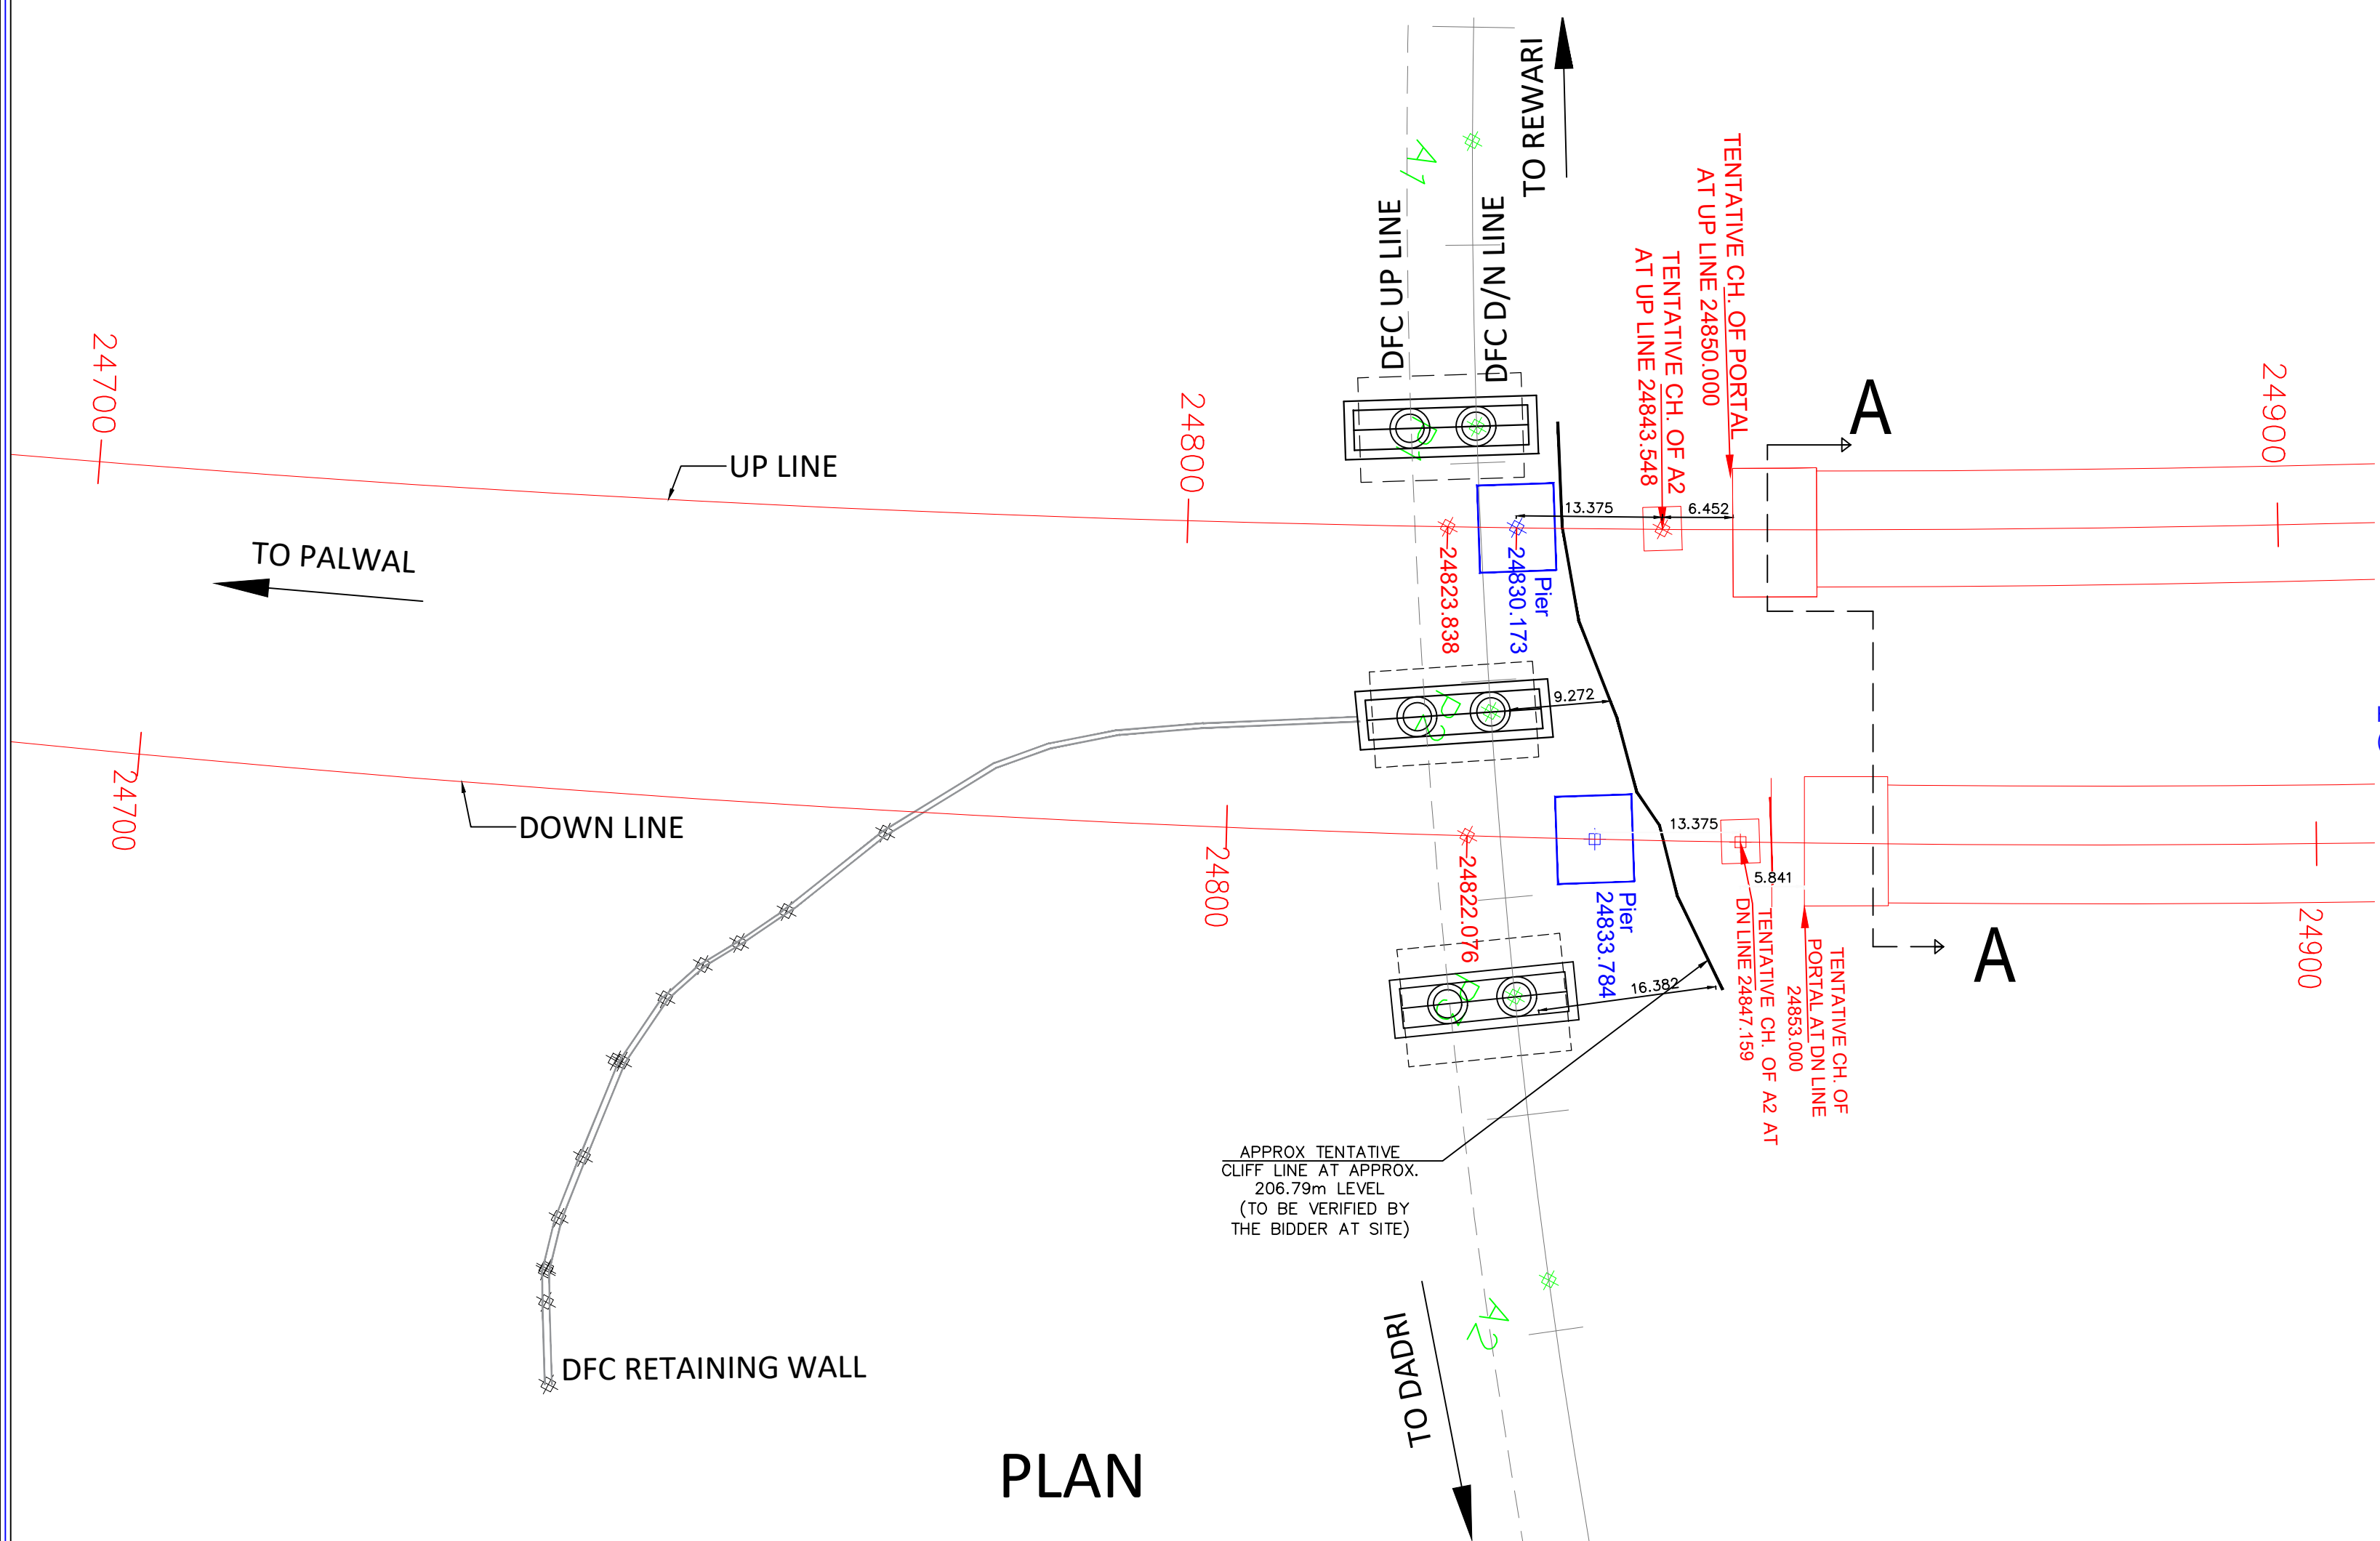 TO REWARI
A1
DFC UP LINE
DFC D/N LINE
TENTATIVE CH. OF PORTAL
AT UP LINE 24850.000
TENTATIVE CH. OF A2
AT UP LINE 24843.548
A
24700
24800
24900
UP LINE
P1
13.375
6.452
TO PALWAL
24823.838
Pier
24830.173
P2
9.272
24700
DOWN LINE
24800
24822.076
13.375
5.841
Pier
24833.784
TENTATIVE CH. OF A2 AT
DN LINE 24847.159
TENTATIVE CH. OF
PORTAL AT DN LINE
24853.000
24900
A
16.382
APPROX TENTATIVE
CLIFF LINE AT APPROX.
206.79m LEVEL
(TO BE VERIFIED BY
THE BIDDER AT SITE)
A2
TO DADRI
DFC RETAINING WALL
PLAN